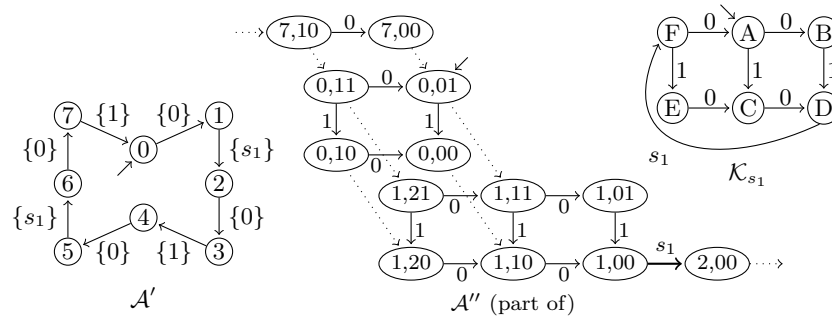 7,10 0 7,00
F 0 A 0 B
0,11 0 0,01
1 1 1
7 {1} {0} 1
0
1 1
E 0 C 0 D
{0} {s₁}
0,10 0 0,00
s₁ 𝒦s₁
6 2
1,21 0 1,11 0 1,01
{s₁} 4 {0}
1 1 1
5 {0} {1} 3
1,20 0 1,10 0 1,00 s₁ 2,00
𝒜′ 𝒜″ (part of)